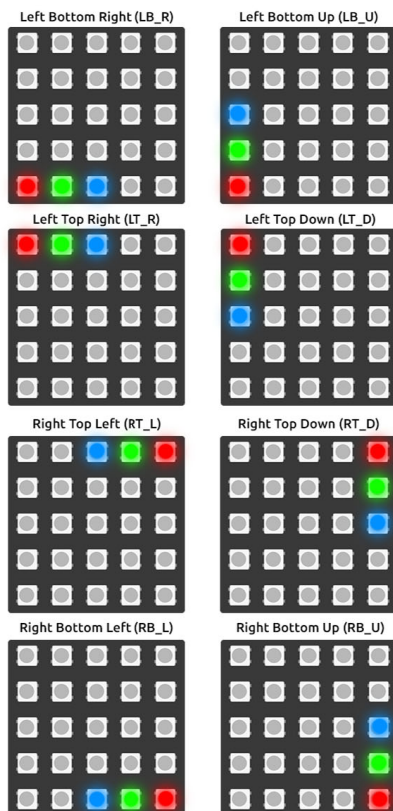 Left Bottom Right (LB_R)
Left Bottom Up (LB_U)
Left Top Right (LT_R)
Left Top Down (LT_D)
Right Top Left (RT_L)
Right Top Down (RT_D)
Right Bottom Left (RB_L)
Right Bottom Up (RB_U)